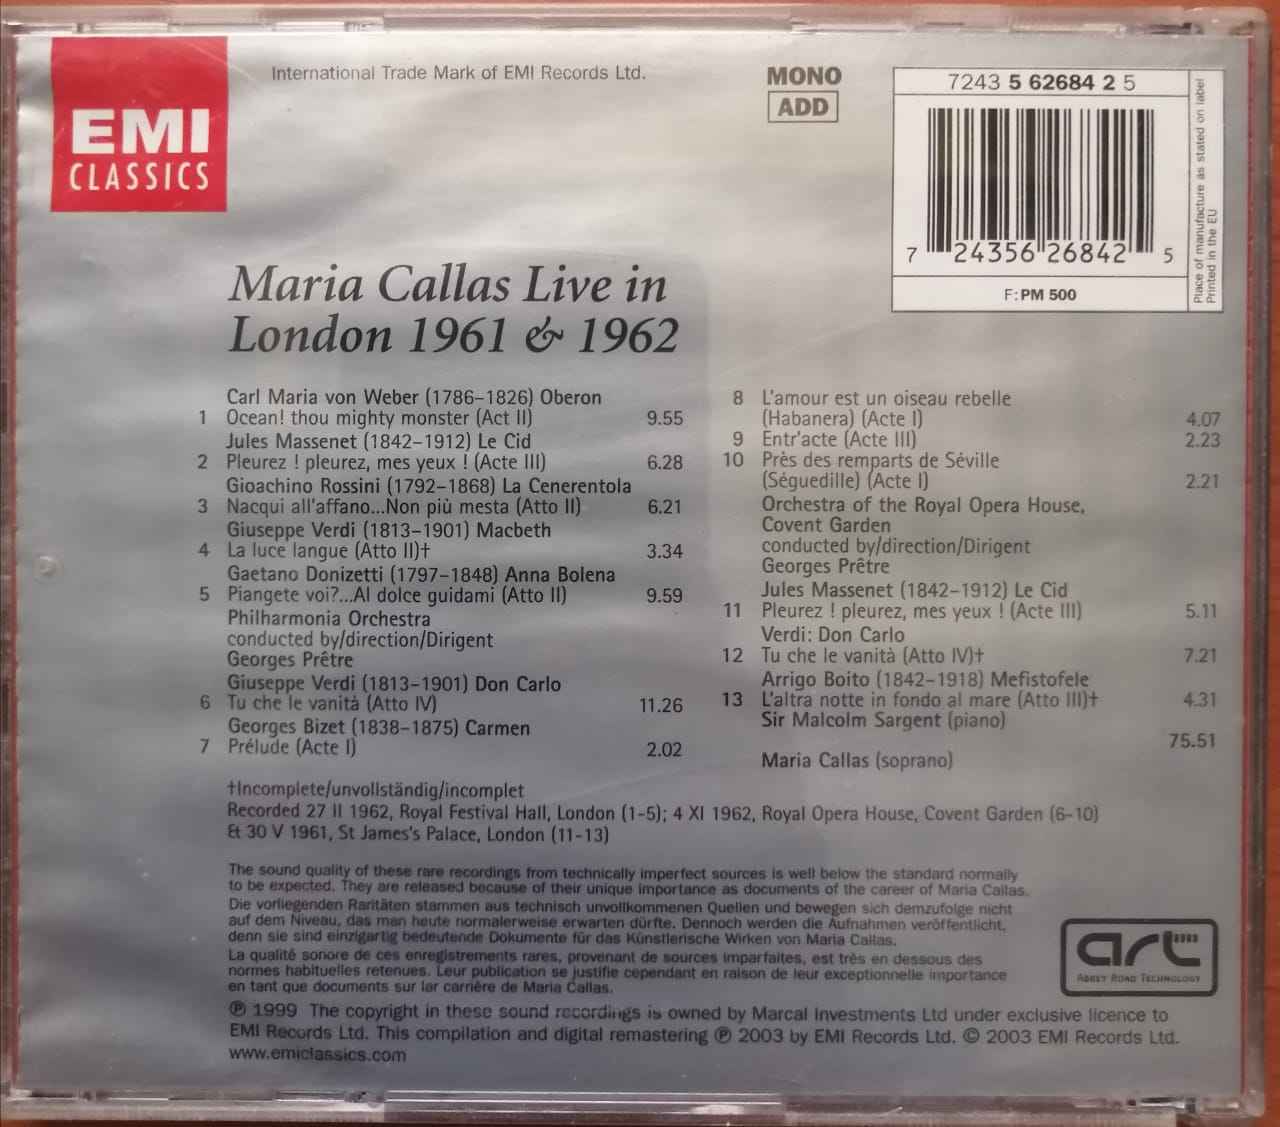 EMI
CLASSICS
International Trade Mark of EMI Records Ltd.
MONO
ADD
7243 5 62684 2 5
7 24356 26842 5
F: PM 500
Place of manufacture as stated on label
Printed in the EU
Maria Callas Live in
London 1961 & 1962
Carl Maria von Weber (1786–1826) Oberon
1 Ocean! thou mighty monster (Act II) 9.55
Jules Massenet (1842–1912) Le Cid
2 Pleurez ! pleurez, mes yeux ! (Acte III) 6.28
Gioachino Rossini (1792–1868) La Cenerentola
3 Nacqui all'affano...Non più mesta (Atto II) 6.21
Giuseppe Verdi (1813–1901) Macbeth
4 La luce langue (Atto II)† 3.34
Gaetano Donizetti (1797–1848) Anna Bolena
5 Piangete voi?...Al dolce guidami (Atto II) 9.59
Philharmonia Orchestra
conducted by/direction/Dirigent
Georges Prêtre
Giuseppe Verdi (1813–1901) Don Carlo
6 Tu che le vanità (Atto IV) 11.26
Georges Bizet (1838–1875) Carmen
7 Prélude (Acte I) 2.02
8 L'amour est un oiseau rebelle
(Habanera) (Acte I) 4.07
9 Entr'acte (Acte III) 2.23
10 Près des remparts de Séville
(Séguedille) (Acte I) 2.21
Orchestra of the Royal Opera House,
Covent Garden
conducted by/direction/Dirigent
Georges Prêtre
Jules Massenet (1842–1912) Le Cid
11 Pleurez ! pleurez, mes yeux ! (Acte III) 5.11
Verdi: Don Carlo
12 Tu che le vanità (Atto IV)† 7.21
Arrigo Boito (1842–1918) Mefistofele
13 L'altra notte in fondo al mare (Atto III)† 4.31
Sir Malcolm Sargent (piano)
75.51
Maria Callas (soprano)
†Incomplete/unvollständig/incomplet
Recorded 27 II 1962, Royal Festival Hall, London (1-5); 4 XI 1962, Royal Opera House, Covent Garden (6-10)
& 30 V 1961, St James's Palace, London (11-13)
The sound quality of these rare recordings from technically imperfect sources is well below the standard normally
to be expected. They are released because of their unique importance as documents of the career of Maria Callas.
Die vorliegenden Raritäten stammen aus technisch unvollkommenen Quellen und bewegen sich demzufolge nicht
auf dem Niveau, das man heute normalerweise erwarten dürfte. Dennoch werden die Aufnahmen veröffentlicht,
denn sie sind einzigartig bedeutende Dokumente für das Künstlerische Wirken von Maria Callas.
La qualité sonore de ces enregistrements rares, provenant de sources imparfaites, est très en dessous des
normes habituelles retenues. Leur publication se justifie cependant en raison de leur exceptionnelle importance
en tant que documents sur lar carrière de Maria Callas.
℗ 1999 The copyright in these sound recordings is owned by Marcal Investments Ltd under exclusive licence to
EMI Records Ltd. This compilation and digital remastering ℗ 2003 by EMI Records Ltd. © 2003 EMI Records Ltd.
www.emiclassics.com
art
ABBEY ROAD TECHNOLOGY